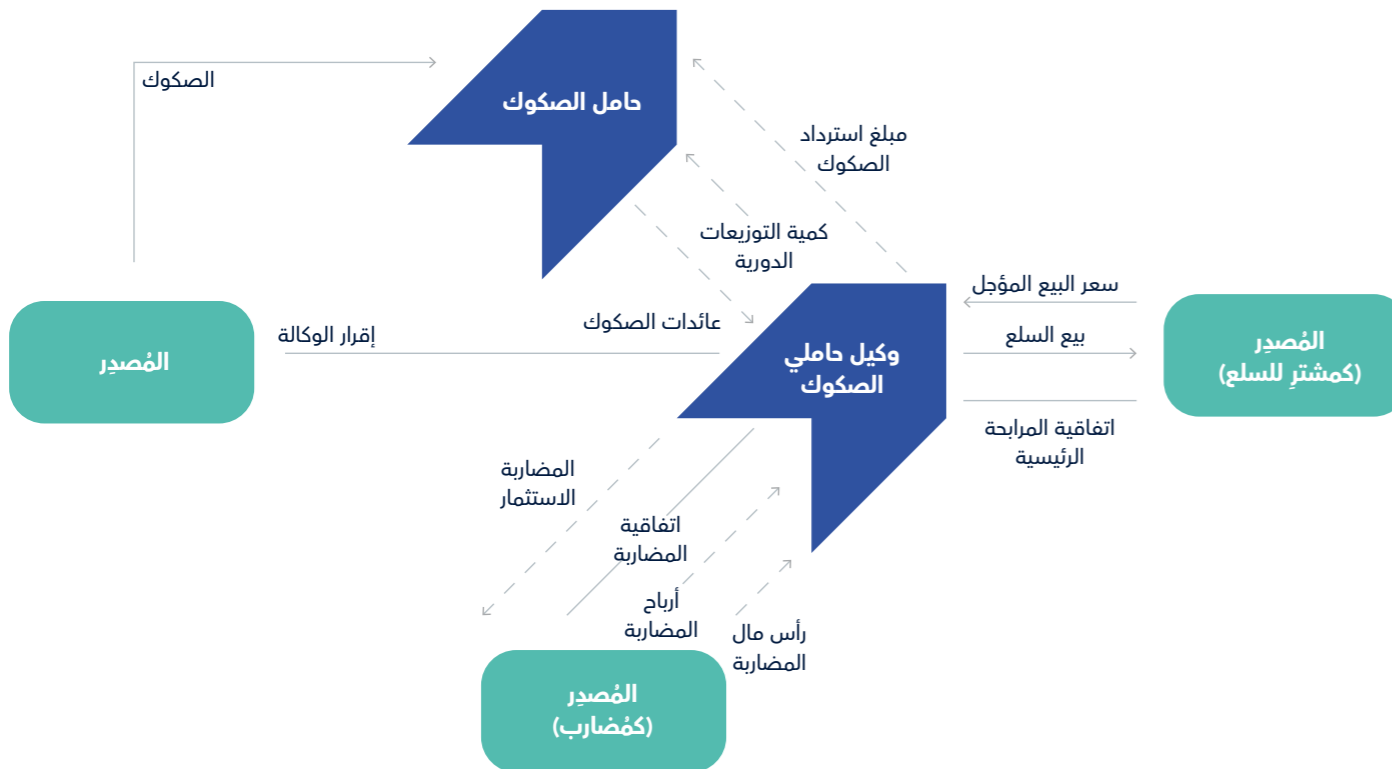 الصكوك
حامل الصكوك
مبلغ استرداد
الصكوك
كمية التوزيعات
الدورية
سعر البيع المؤجل
بيع السلع
اتفاقية المرابحة
الرئيسية
المُصدِر
(كمشترِ للسلع)
وكيل حاملي
الصكوك
عائدات الصكوك
إقرار الوكالة
المُصدِر
المضاربة
الاستثمار
اتفاقية
المضاربة
أرباح
المضاربة
رأس مال
المضاربة
المُصدِر
(كمُضارب)